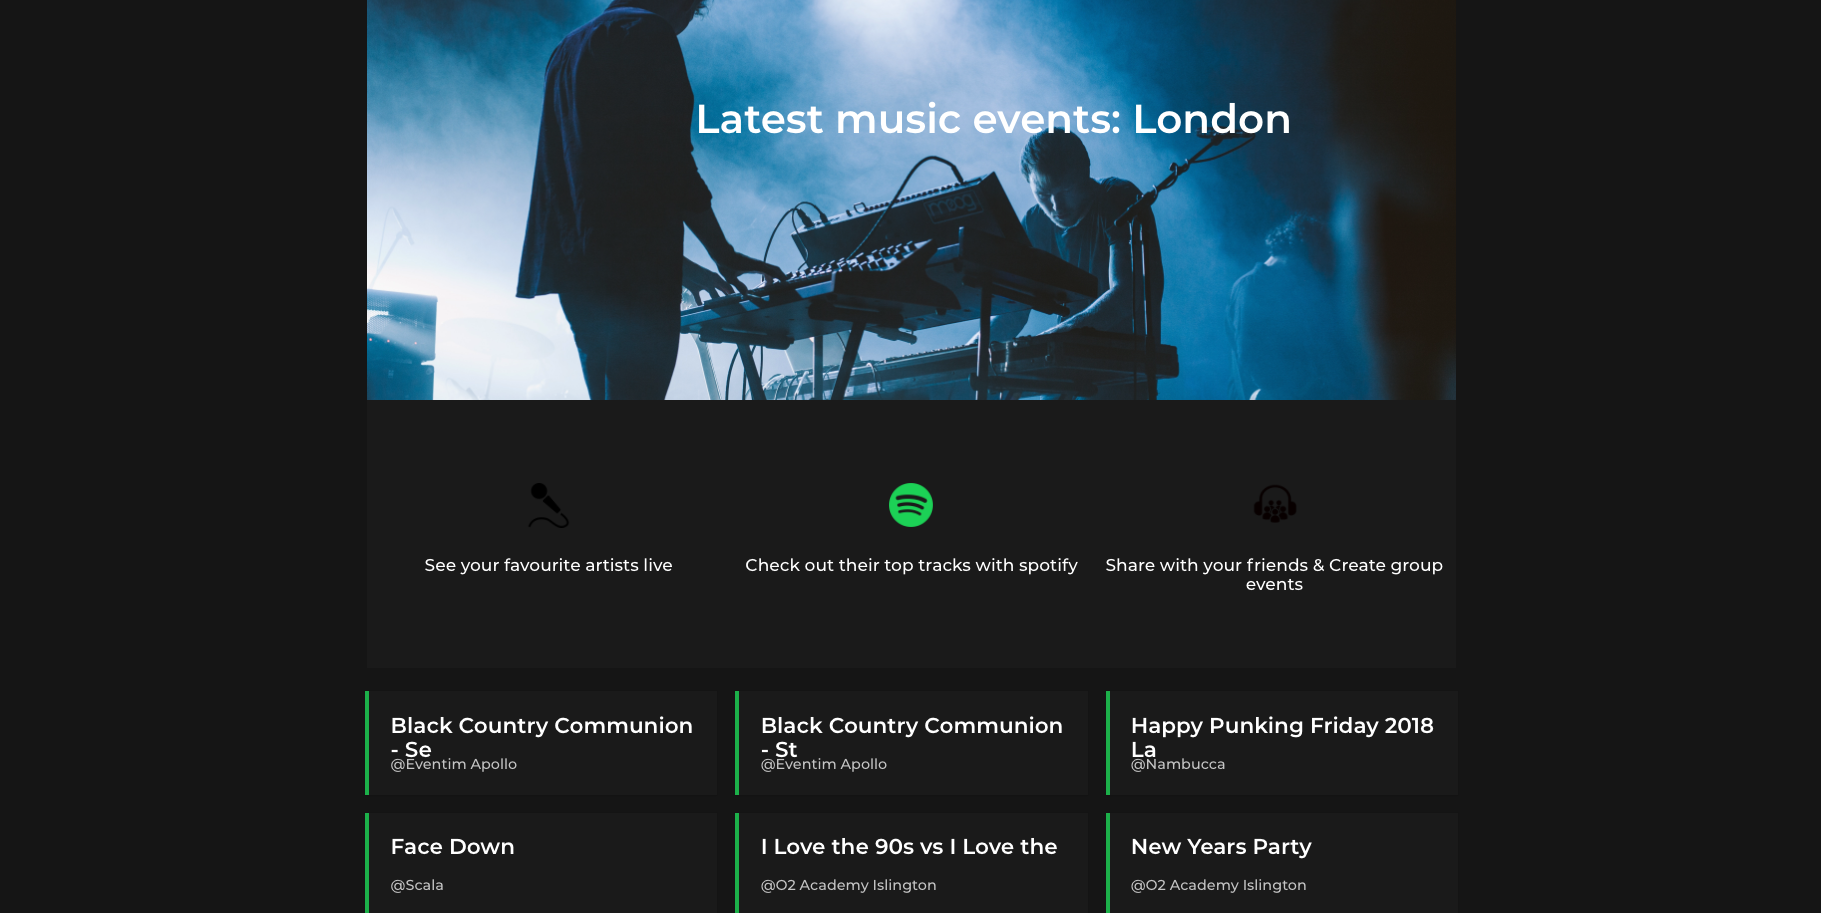 Latest music events: London
See your favourite artists live
Check out their top tracks with spotify
Share with your friends & Create group
events
Black Country Communion
- Se
@Eventim Apollo
Black Country Communion
- St
@Eventim Apollo
Happy Punking Friday 2018
La
@Nambucca
Face Down
@Scala
I Love the 90s vs I Love the
@O2 Academy Islington
New Years Party
@O2 Academy Islington